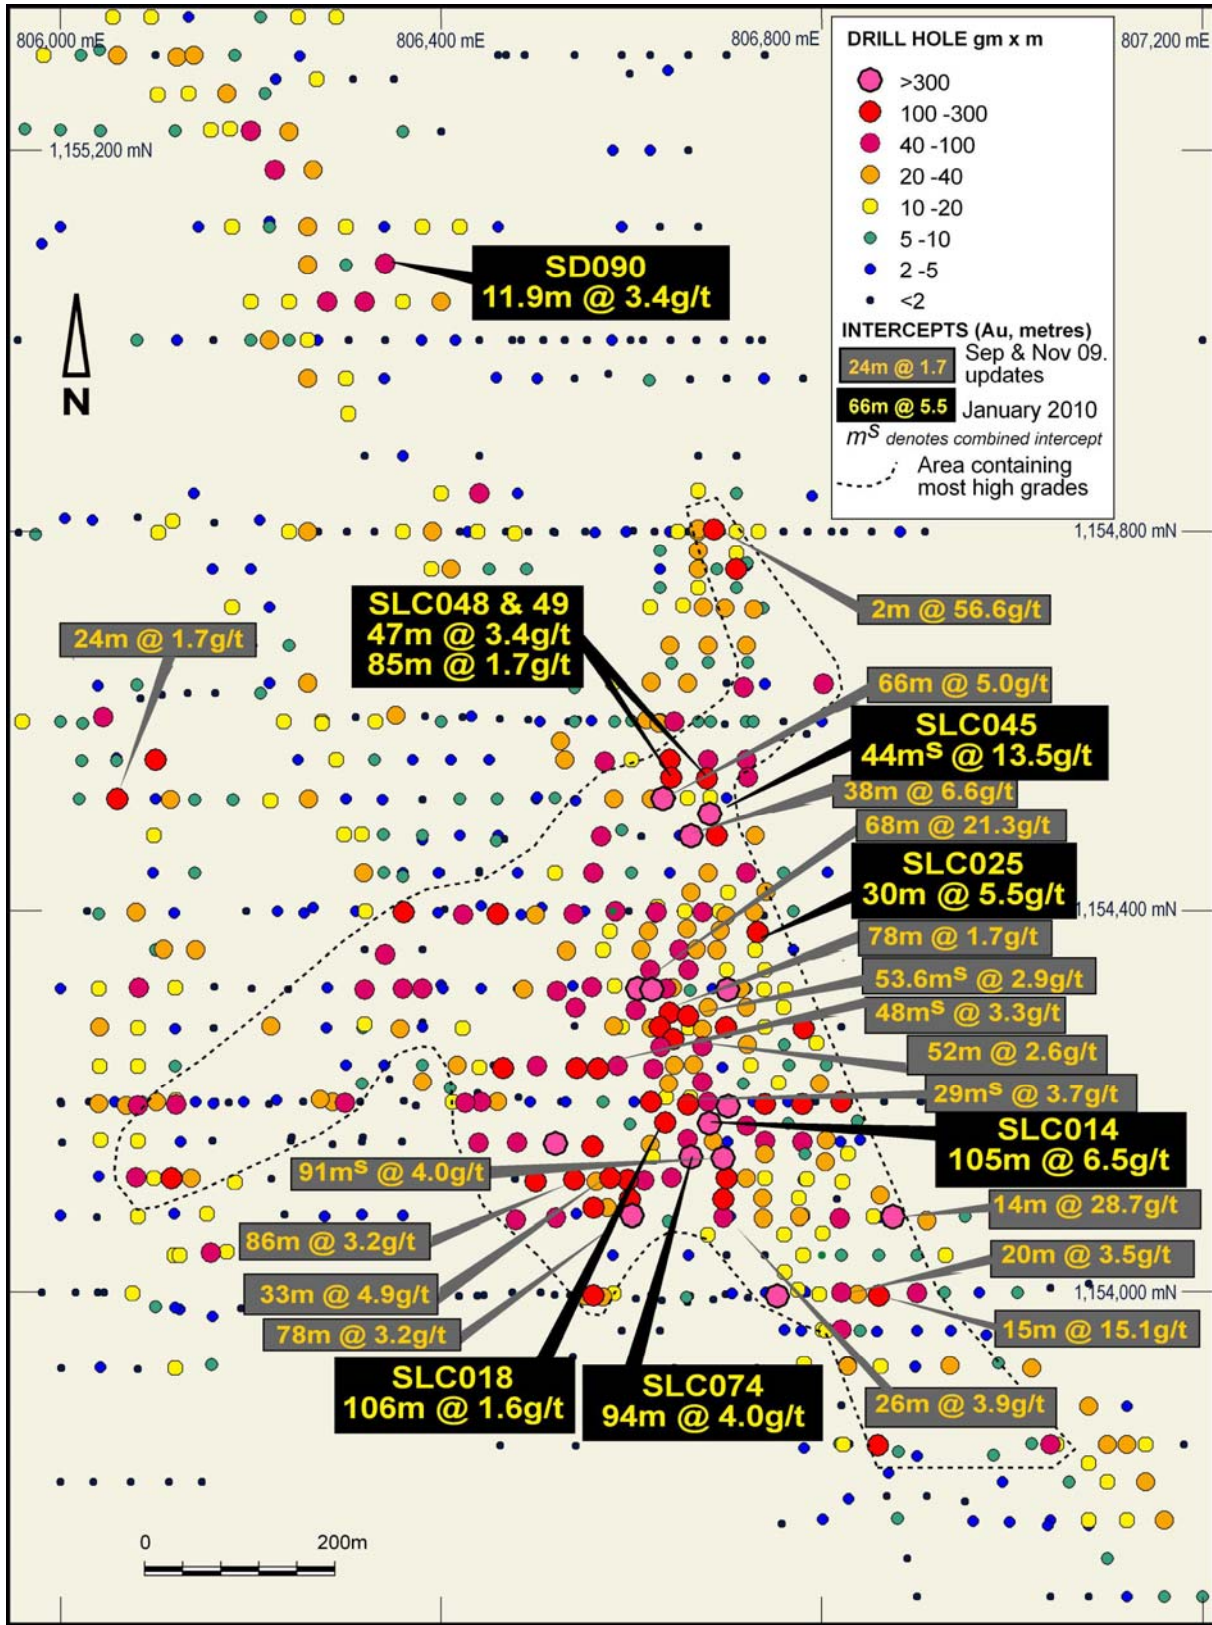 806,000 mE
806,400 mE
806,800 mE
807,200 mE
DRILL HOLE gm x m
>300
100 -300
40 -100
20 -40
10 -20
5 -10
2 -5
<2
INTERCEPTS (Au, metres)
24m @ 1.7
Sep & Nov 09.
updates
66m @ 5.5
January 2010
mS denotes combined intercept
Area containing
most high grades
1,155,200 mN
SD090
11.9m @ 3.4g/t
N
1,154,800 mN
SLC048 & 49
47m @ 3.4g/t
85m @ 1.7g/t
2m @ 56.6g/t
24m @ 1.7g/t
66m @ 5.0g/t
SLC045
44ms @ 13.5g/t
38m @ 6.6g/t
68m @ 21.3g/t
SLC025
30m @ 5.5g/t
1,154,400 mN
78m @ 1.7g/t
53.6ms @ 2.9g/t
48ms @ 3.3g/t
52m @ 2.6g/t
29ms @ 3.7g/t
SLC014
105m @ 6.5g/t
91ms @ 4.0g/t
14m @ 28.7g/t
86m @ 3.2g/t
20m @ 3.5g/t
33m @ 4.9g/t
1,154,000 mN
78m @ 3.2g/t
15m @ 15.1g/t
SLC018
106m @ 1.6g/t
SLC074
94m @ 4.0g/t
26m @ 3.9g/t
0
200m